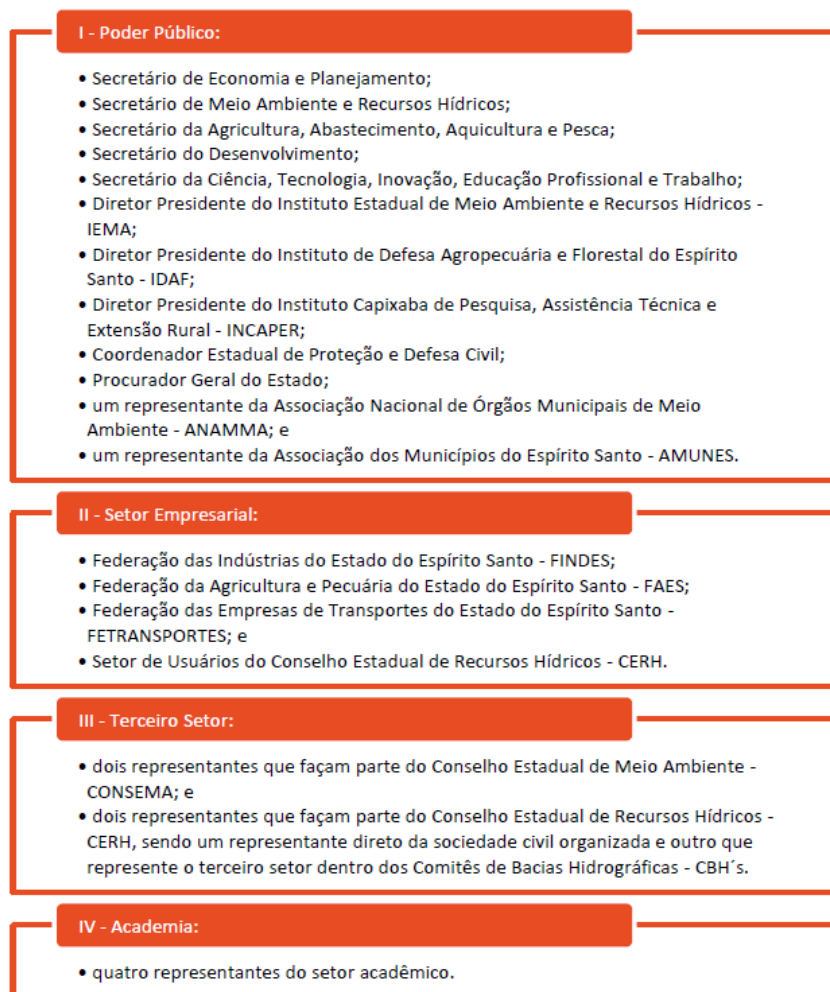 I - Poder Público:
• Secretário de Economia e Planejamento;
• Secretário de Meio Ambiente e Recursos Hídricos;
• Secretário da Agricultura, Abastecimento, Aquicultura e Pesca;
• Secretário do Desenvolvimento;
• Secretário da Ciência, Tecnologia, Inovação, Educação Profissional e Trabalho;
• Diretor Presidente do Instituto Estadual de Meio Ambiente e Recursos Hídricos -
IEMA;
• Diretor Presidente do Instituto de Defesa Agropecuária e Florestal do Espírito
Santo - IDAF;
• Diretor Presidente do Instituto Capixaba de Pesquisa, Assistência Técnica e
Extensão Rural - INCAPER;
• Coordenador Estadual de Proteção e Defesa Civil;
• Procurador Geral do Estado;
• um representante da Associação Nacional de Órgãos Municipais de Meio
Ambiente - ANAMMA; e
• um representante da Associação dos Municípios do Espírito Santo - AMUNES.
II - Setor Empresarial:
• Federação das Indústrias do Estado do Espírito Santo - FINDES;
• Federação da Agricultura e Pecuária do Estado do Espírito Santo - FAES;
• Federação das Empresas de Transportes do Estado do Espírito Santo -
FETRANSPORTES; e
• Setor de Usuários do Conselho Estadual de Recursos Hídricos - CERH.
III - Terceiro Setor:
• dois representantes que façam parte do Conselho Estadual de Meio Ambiente -
CONSEMA; e
• dois representantes que façam parte do Conselho Estadual de Recursos Hídricos -
CERH, sendo um representante direto da sociedade civil organizada e outro que
represente o terceiro setor dentro dos Comitês de Bacias Hidrográficas - CBH´s.
IV - Academia:
• quatro representantes do setor acadêmico.